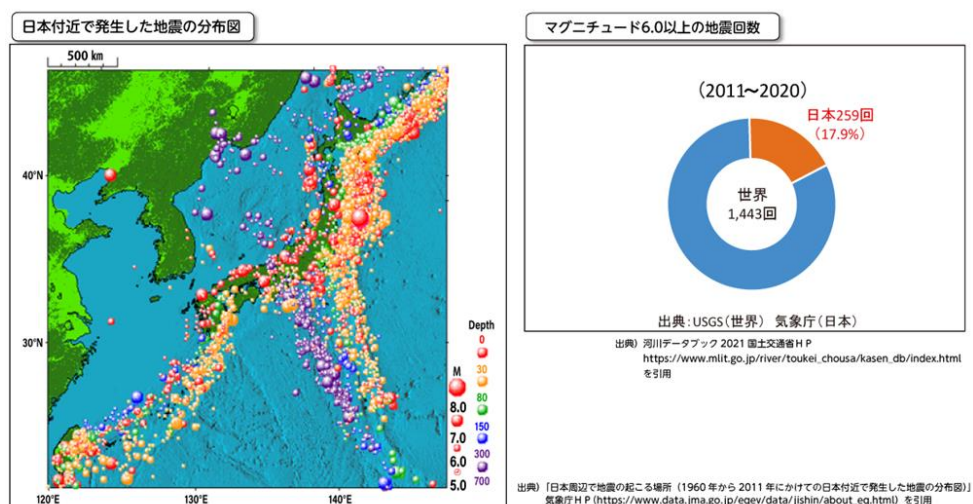 日本付近で発生した地震の分布図
500 km
40°N
30°N
120°E
130°E
140°E
Depth
0
30
80
150
300
700
M
8.0
7.0
6.0
5.0
マグニチュード6.0以上の地震回数
(2011~2020)
日本259回
(17.9%)
世界
1,443回
出典:USGS(世界) 気象庁(日本)
出典)河川データブック 2021 国土交通省HP
https://www.mlit.go.jp/river/toukei_chousa/kasen_db/index.html
を引用
出典)「日本周辺で地震の起こる場所(1960 年から 2011 年にかけての日本付近で発生した地震の分布図)」
気象庁HP(https://www.data.jma.go.jp/eqev/data/jishin/about_eq.html)を引用